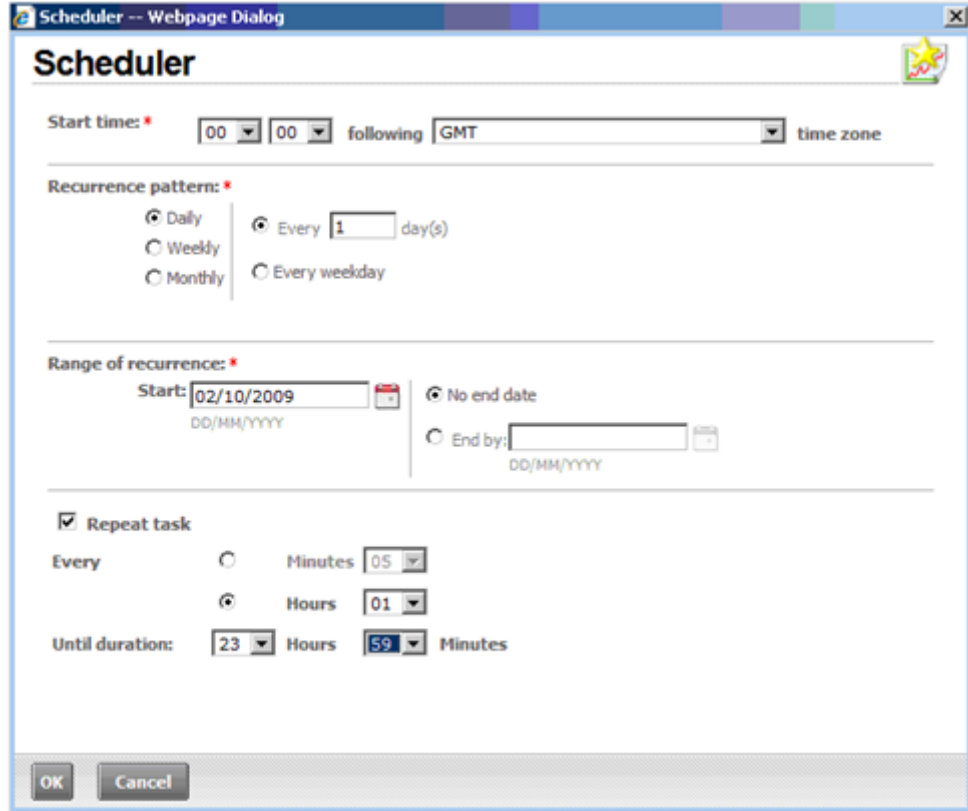 Scheduler -- Webpage Dialog
Scheduler
Start time: * 00 00 following GMT time zone
Recurrence pattern: *
Daily
Every 1 day(s)
Weekly
Every weekday
Monthly
Range of recurrence: *
Start: 02/10/2009
No end date
DD/MM/YYYY
End by:
DD/MM/YYYY
Repeat task
Every Minutes 05
Hours 01
Until duration: 23 Hours 59 Minutes
OK Cancel